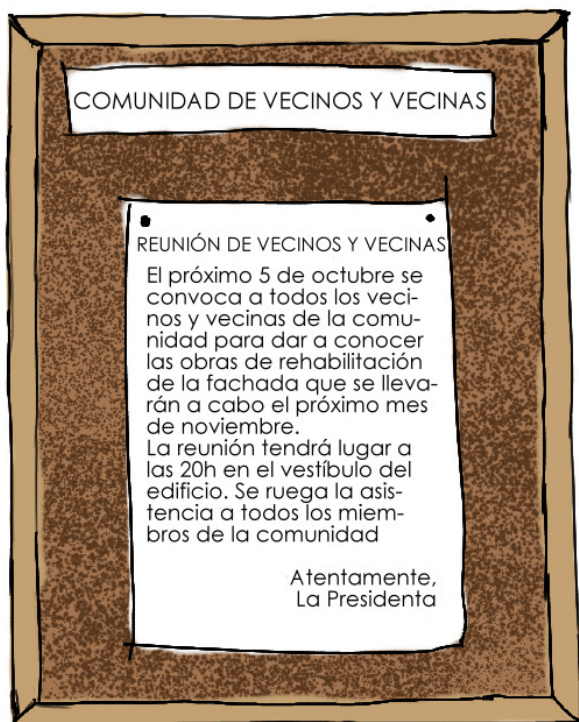 COMUNIDAD DE VECINOS Y VECINAS
REUNIÓN DE VECINOS Y VECINAS
El próximo 5 de octubre se
convoca a todos los veci-
nos y vecinas de la comu-
nidad para dar a conocer
las obras de rehabilitación
de la fachada que se lleva-
rán a cabo el próximo mes
de noviembre.
La reunión tendrá lugar a
las 20h en el vestíbulo del
edificio. Se ruega la asis-
tencia a todos los miem-
bros de la comunidad
Atentamente,
La Presidenta